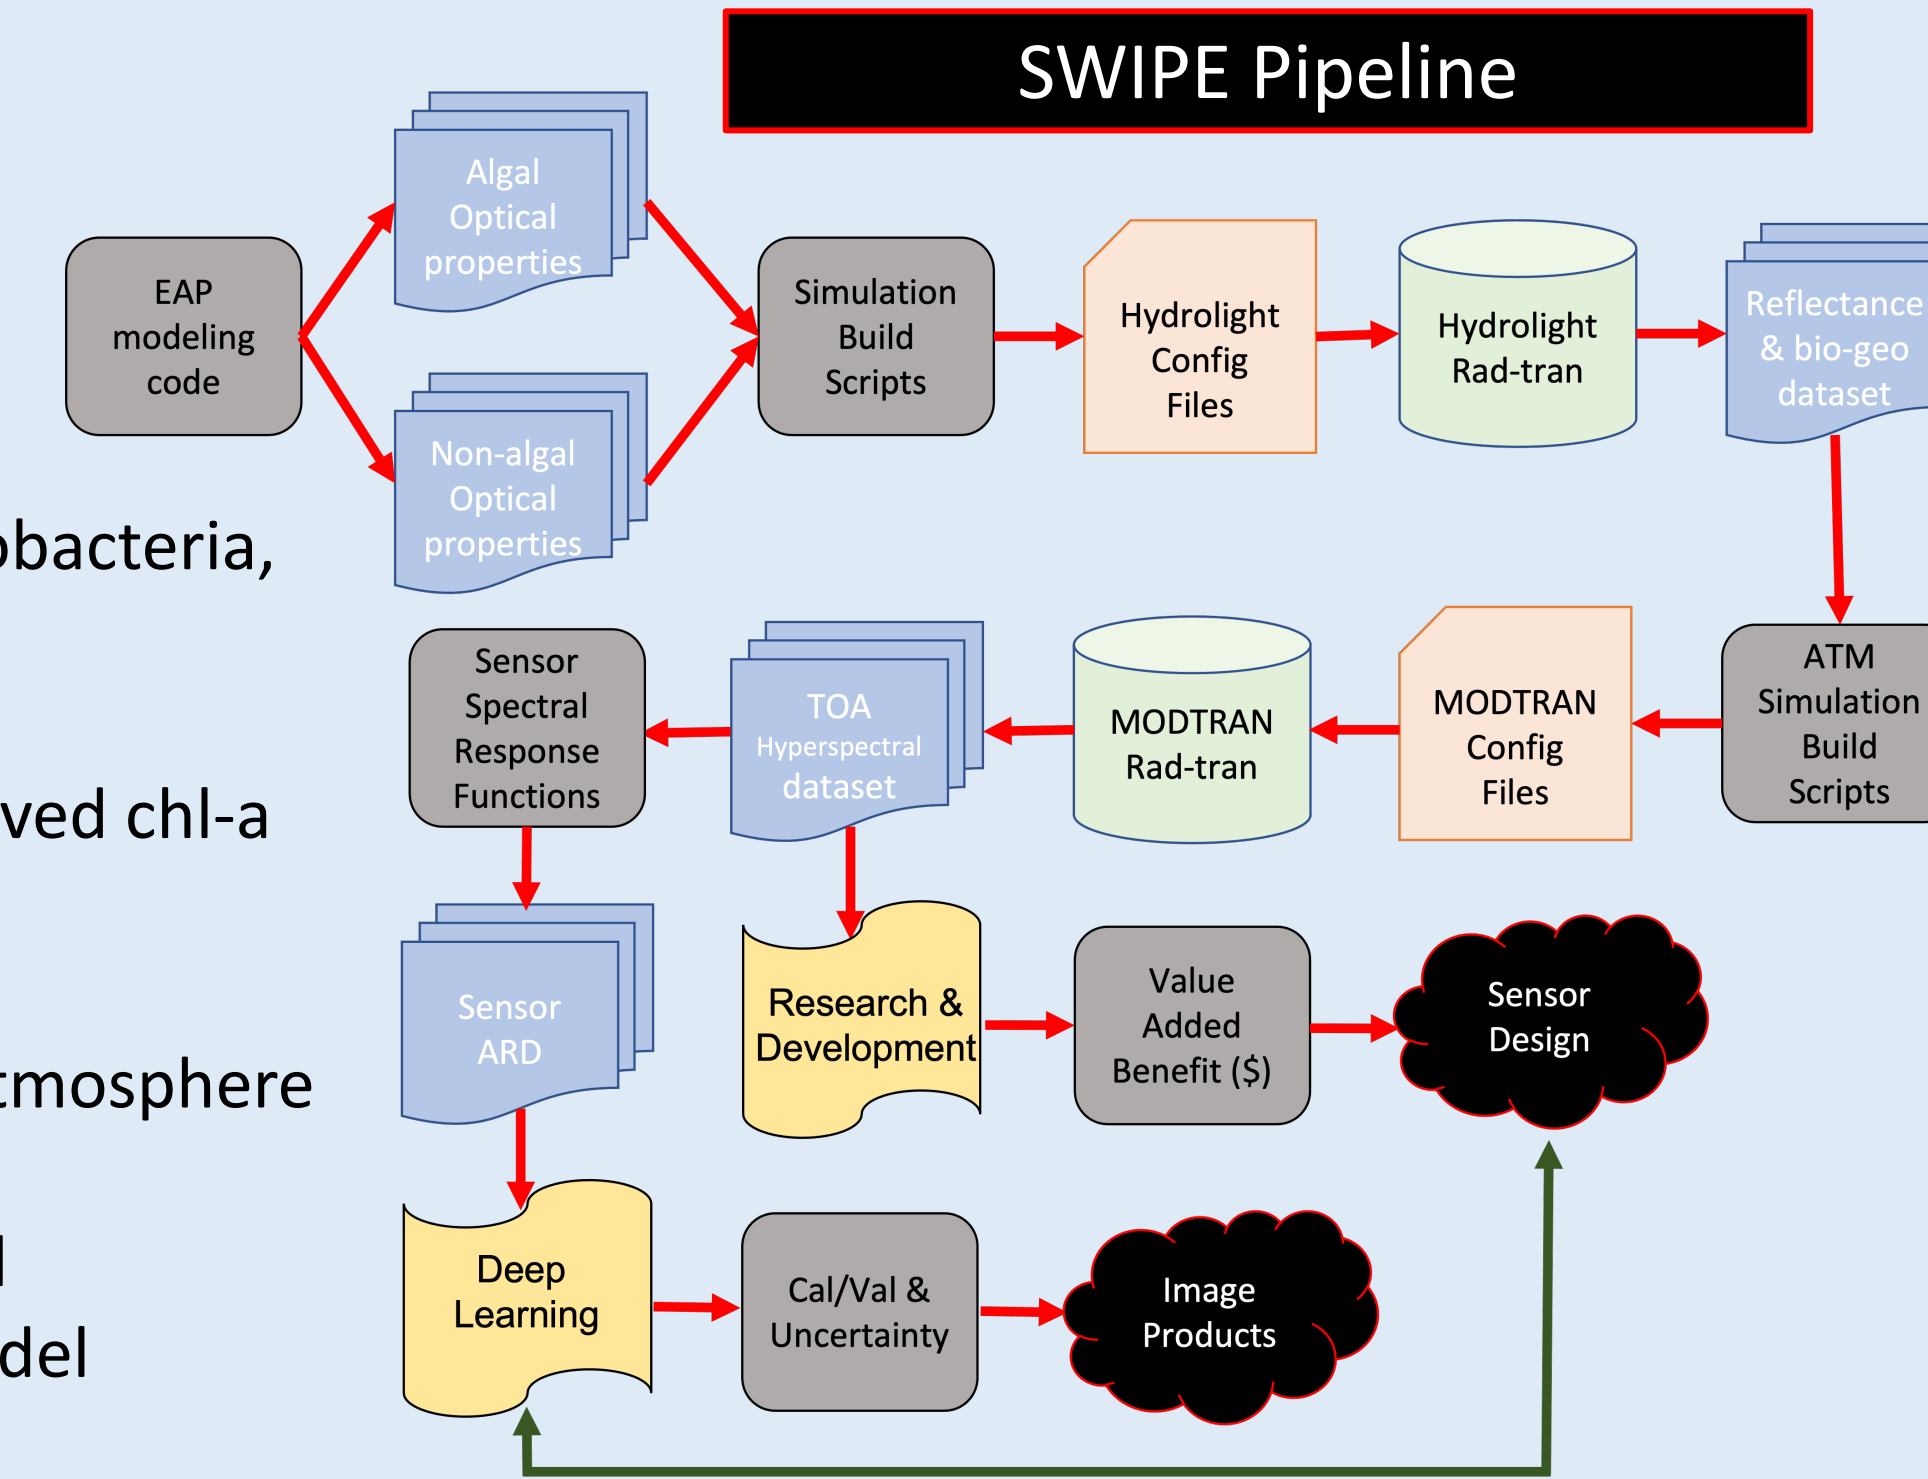 SWIPE Pipeline
EAP
modeling
code
Algal
Optical
properties
Non-algal
Optical
properties
Simulation
Build
Scripts
Hydrolight
Config
Files
Hydrolight
Rad-tran
Reflectance
& bio-geo
dataset
ATM
Simulation
Build
Scripts
MODTRAN
Config
Files
MODTRAN
Rad-tran
TOA
Hyperspectral
dataset
Sensor
Spectral
Response
Functions
Sensor
ARD
Research &
Development
Value
Added
Benefit ($)
Sensor
Design
Deep
Learning
Cal/Val &
Uncertainty
Image
Products
obacteria,
ved chl-a
tmosphere
del